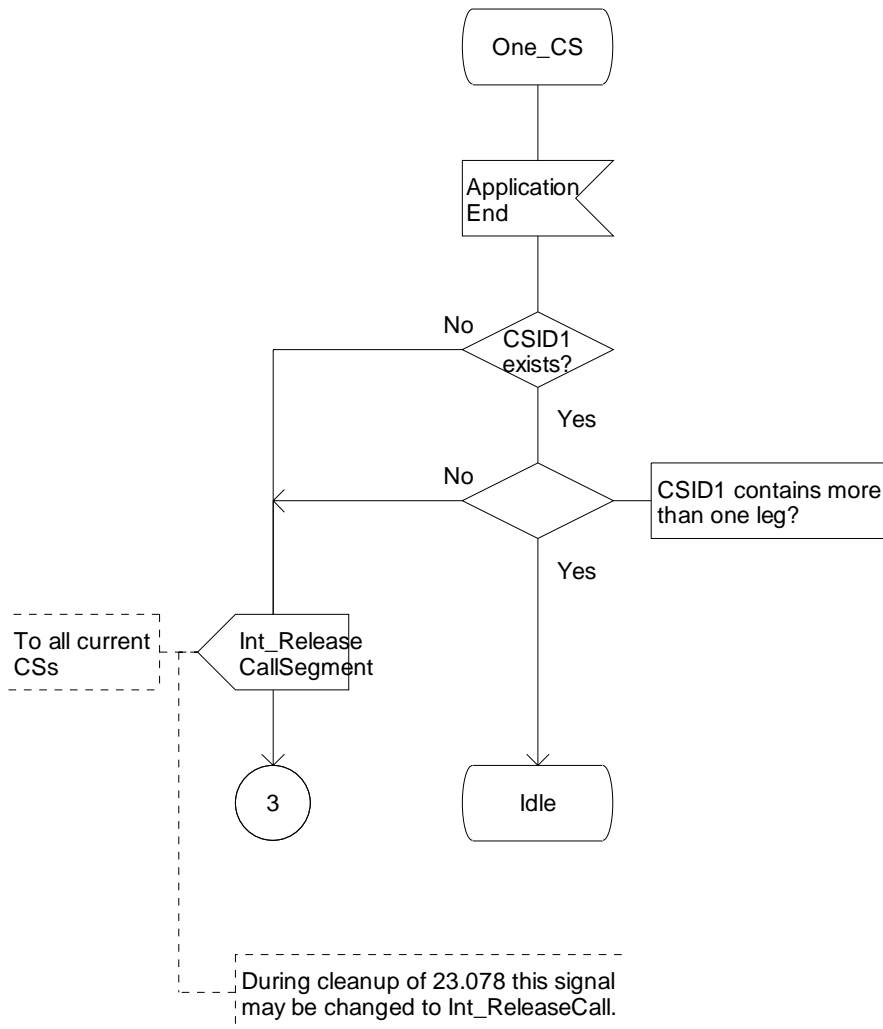 One_CS
Application
End
No
CSID1
exists?
Yes
No
CSID1 contains more
than one leg?
Yes
To all current
CSs
Int_Release
CallSegment
3
Idle
During cleanup of 23.078 this signal
may be changed to Int_ReleaseCall.